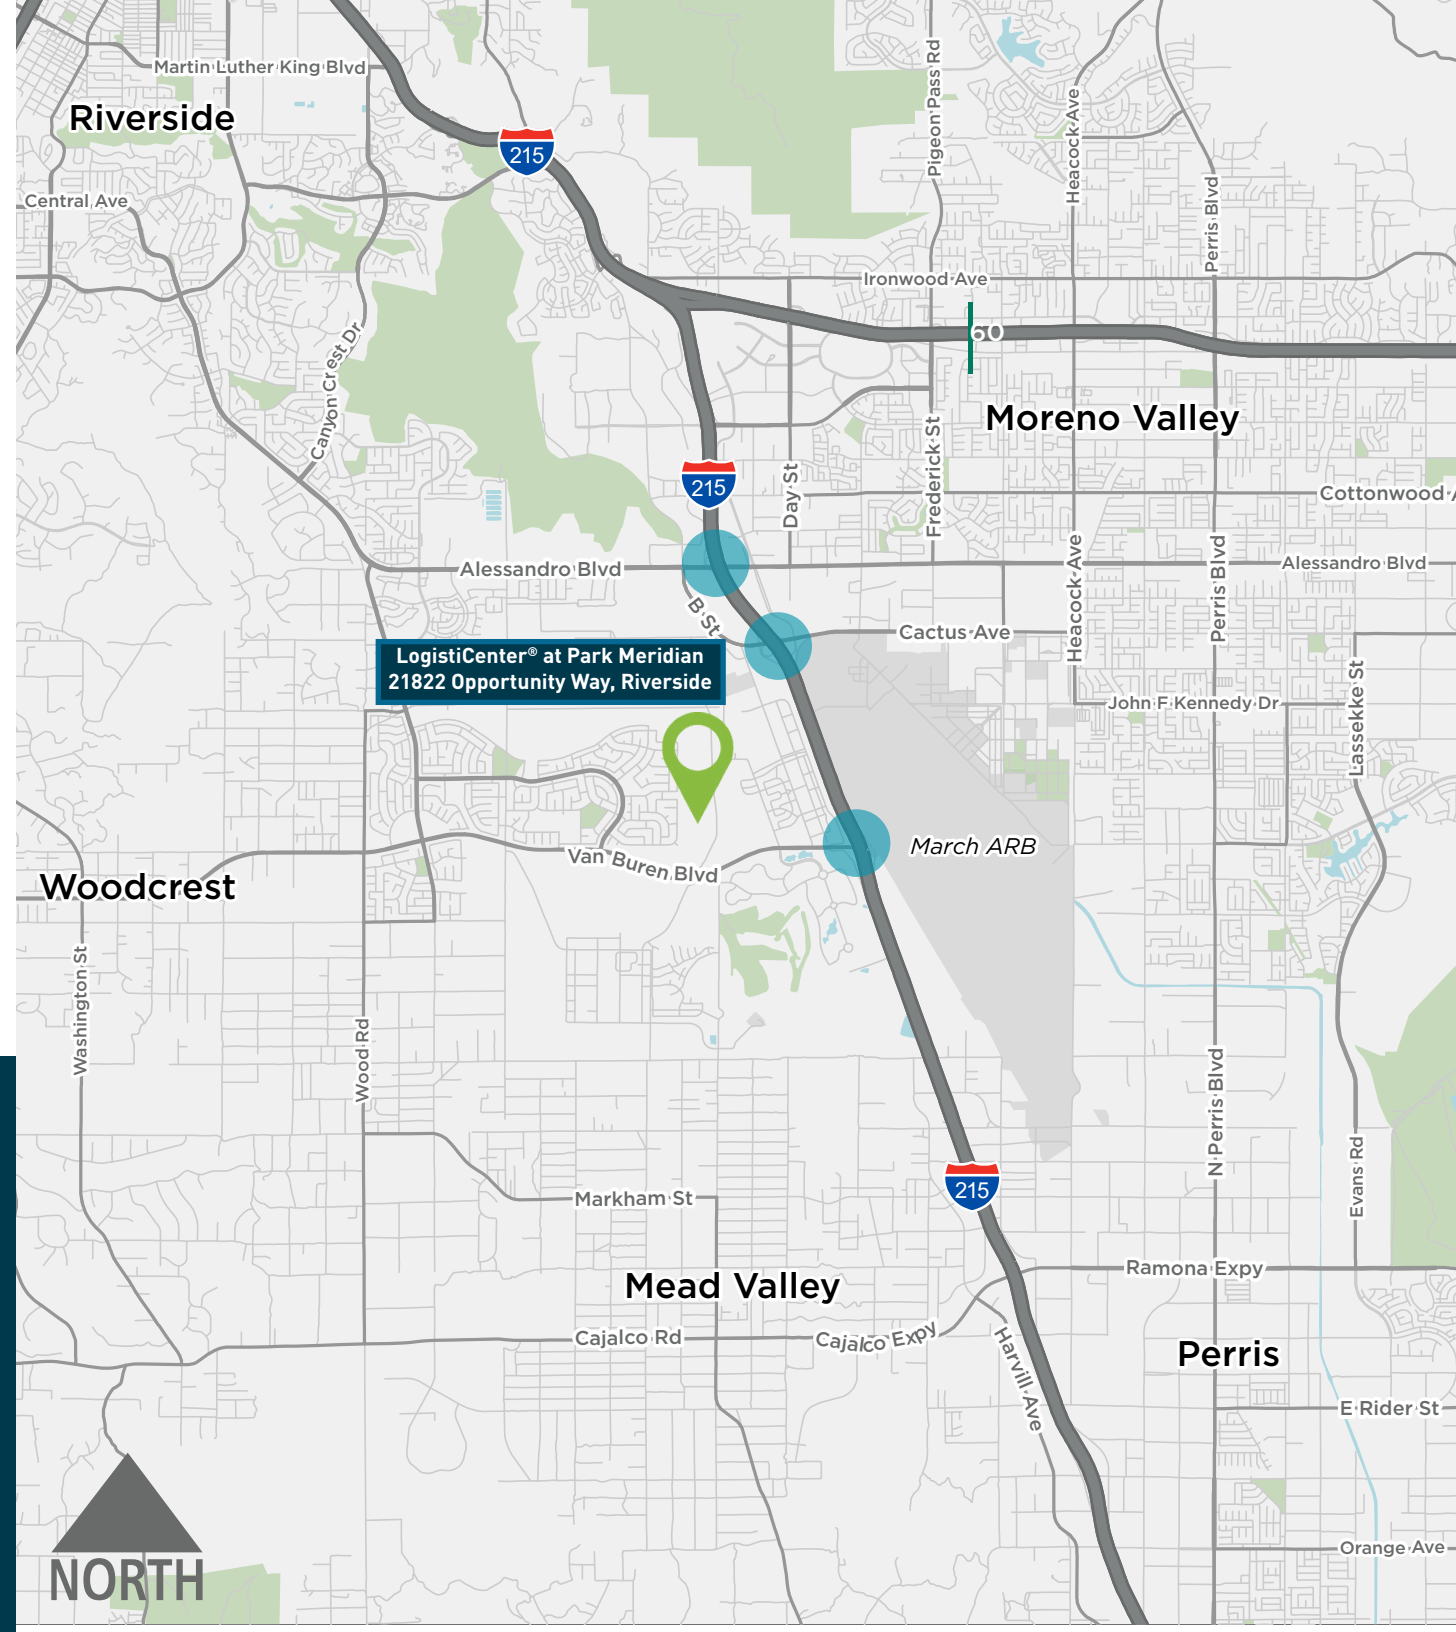 Martin Luther King Blvd
Riverside
215
Central Ave
Pigeon Pass Rd
Heacock Ave
Perris Blvd
Ironwood Ave
60
Canyon Crest Dr
Moreno Valley
215
Day St
Frederick St
Cottonwood A
Alessandro Blvd
Alessandro Blvd
Heacock Ave
Perris Blvd
B St
Cactus Ave
LogistiCenter® at Park Meridian
21822 Opportunity Way, Riverside
John F Kennedy Dr
Lassekke St
March ARB
Van Buren Blvd
Woodcrest
Washington St
Wood Rd
N Perris Blvd
Evans Rd
215
Markham St
Ramona Expy
Mead Valley
Cajalco Rd
Cajalco Expy
Harvill Ave
Perris
E Rider St
Orange Ave
NORTH